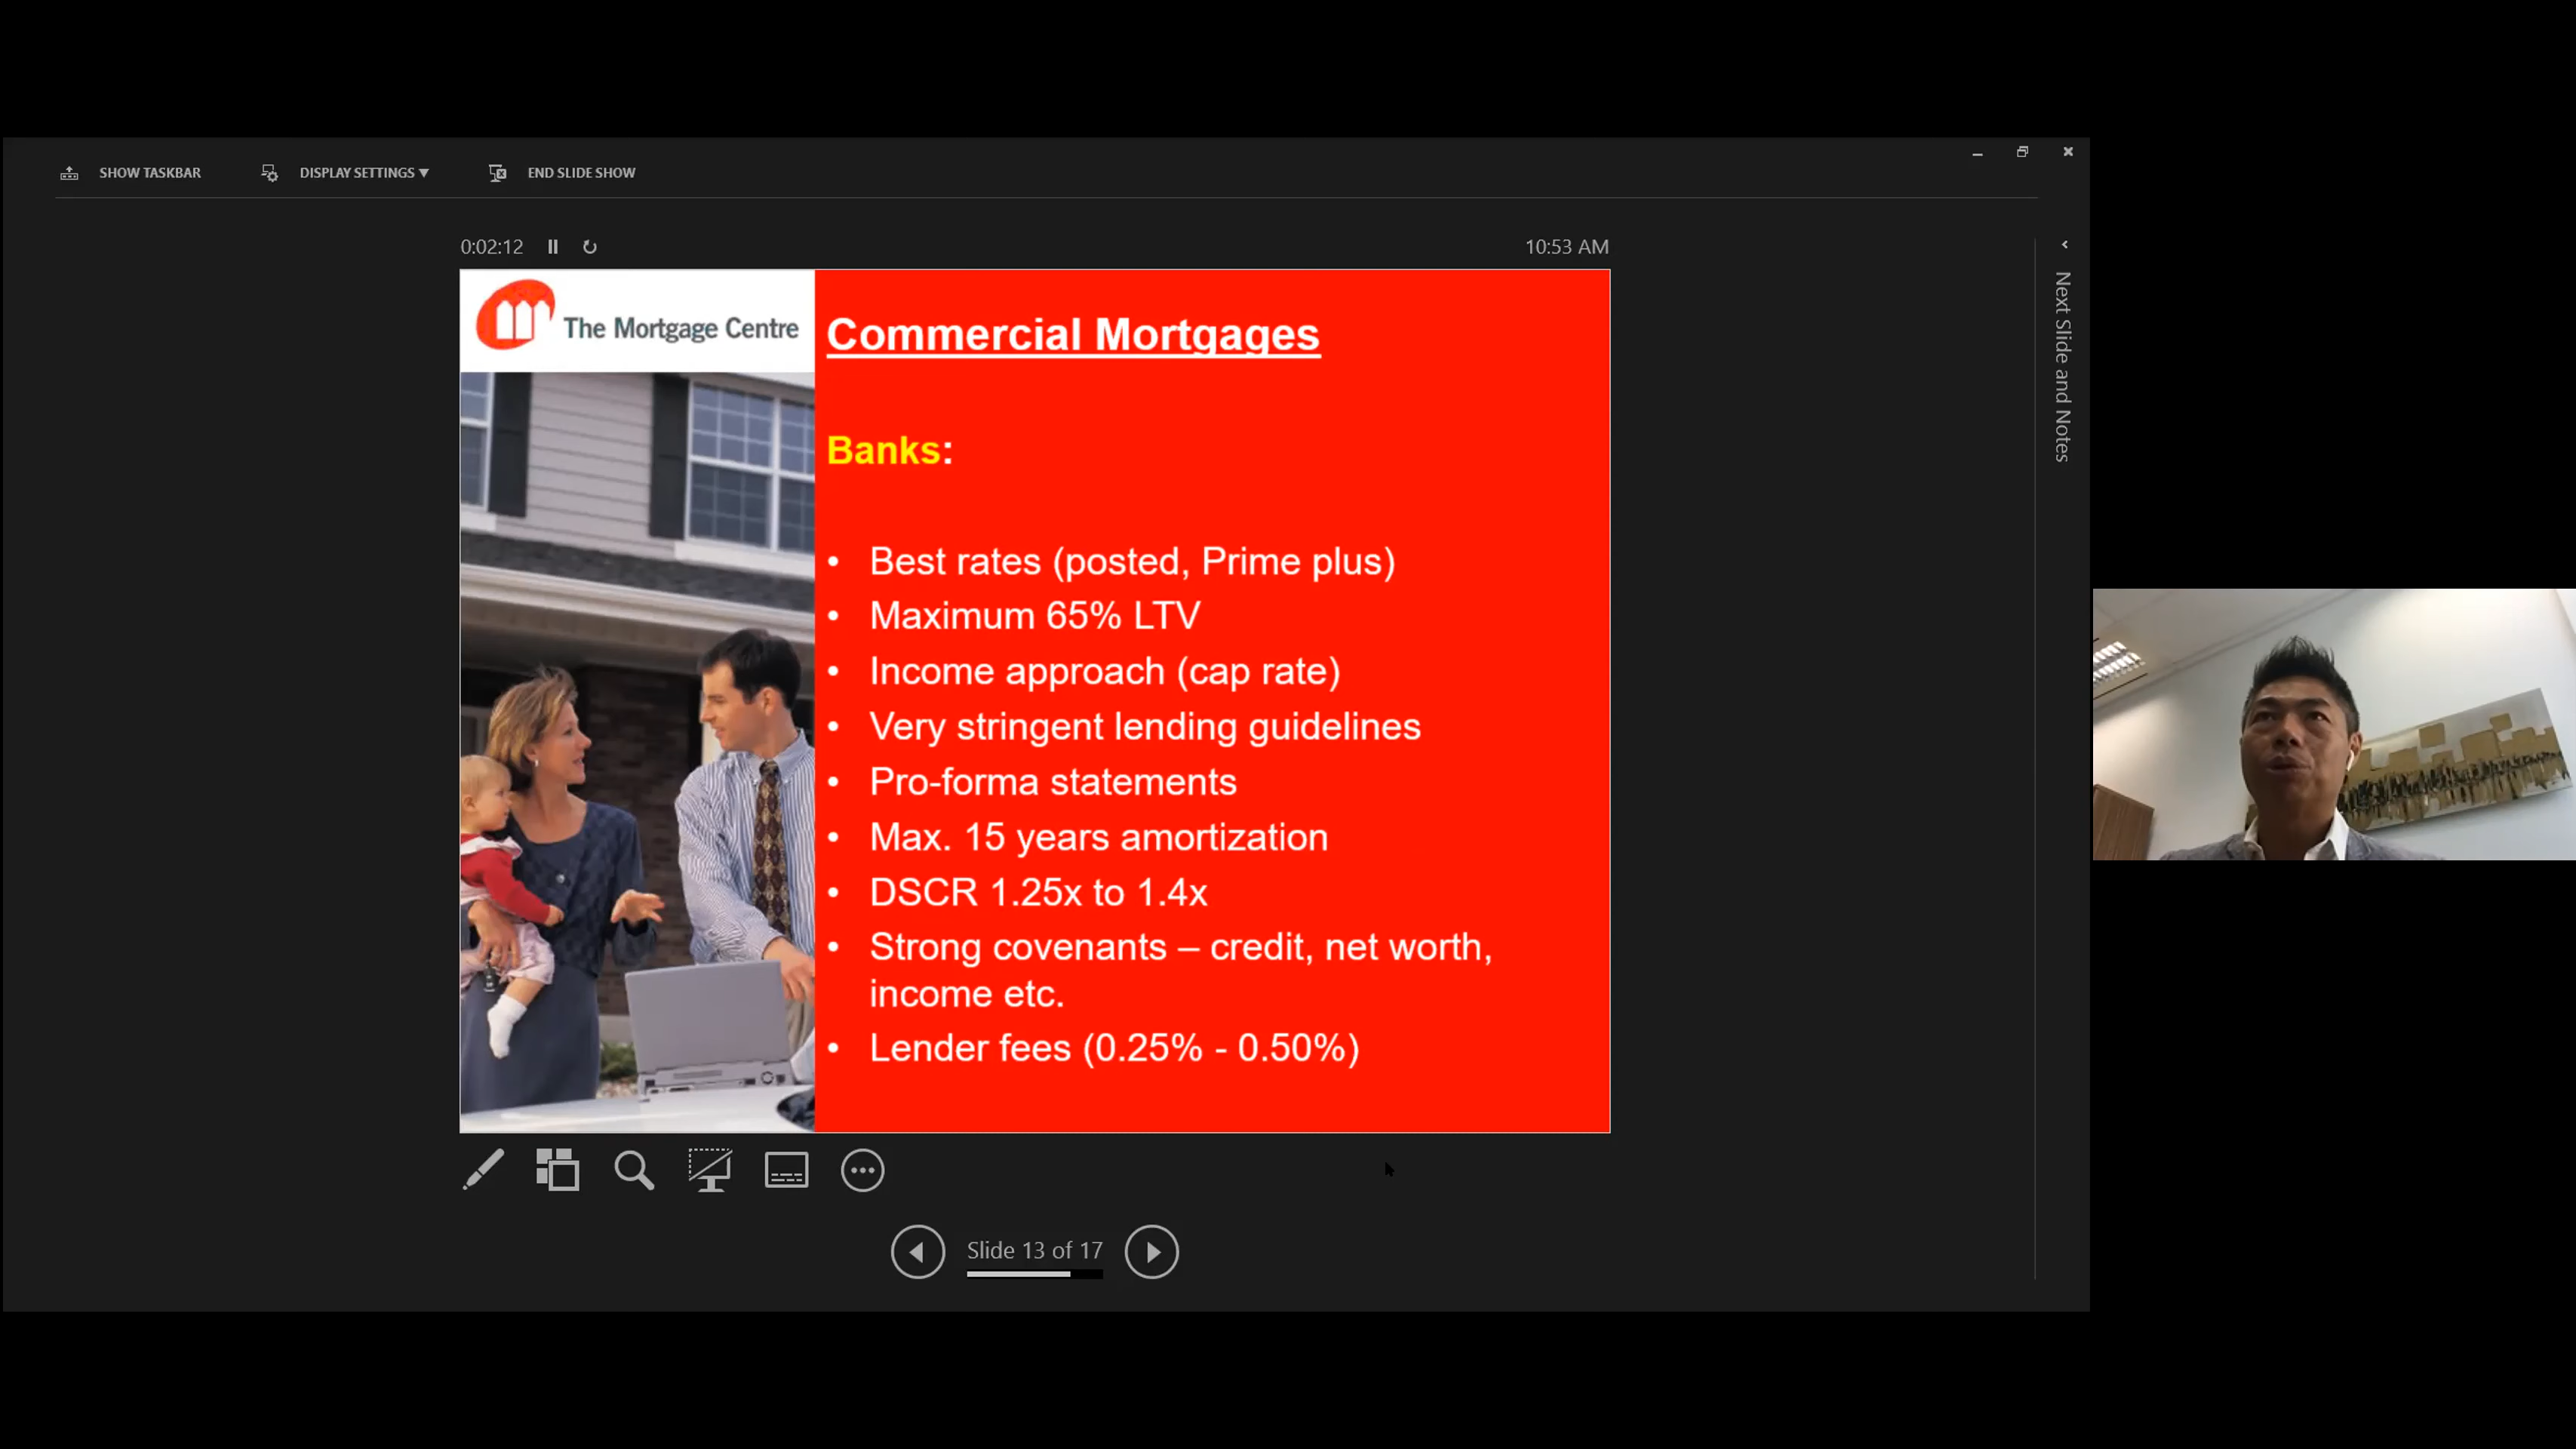 SHOW TASKBAR
DISPLAY SETTINGS ▼
END SLIDE SHOW
0:02:12
10:53 AM
The Mortgage Centre
Commercial Mortgages
Banks:
• Best rates (posted, Prime plus)
• Maximum 65% LTV
• Income approach (cap rate)
• Very stringent lending guidelines
• Pro-forma statements
• Max. 15 years amortization
• DSCR 1.25x to 1.4x
• Strong covenants – credit, net worth,
income etc.
• Lender fees (0.25% - 0.50%)
Slide 13 of 17
Next Slide and Notes